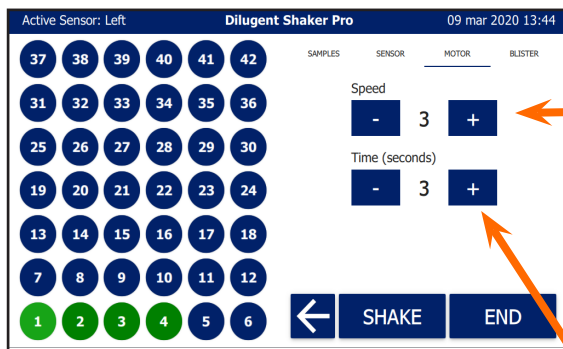 Active Sensor: Left Dilugent Shaker Pro 09 mar 2020 13:44
SAMPLES SENSOR MOTOR BLISTER
37 38 39 40 41 42
Speed
31 32 33 34 35 36
- 3 +
25 26 27 28 29 30
Time (seconds)
19 20 21 22 23 24
- 3 +
13 14 15 16 17 18
7 8 9 10 11 12
1 2 3 4 5 6
SHAKE END